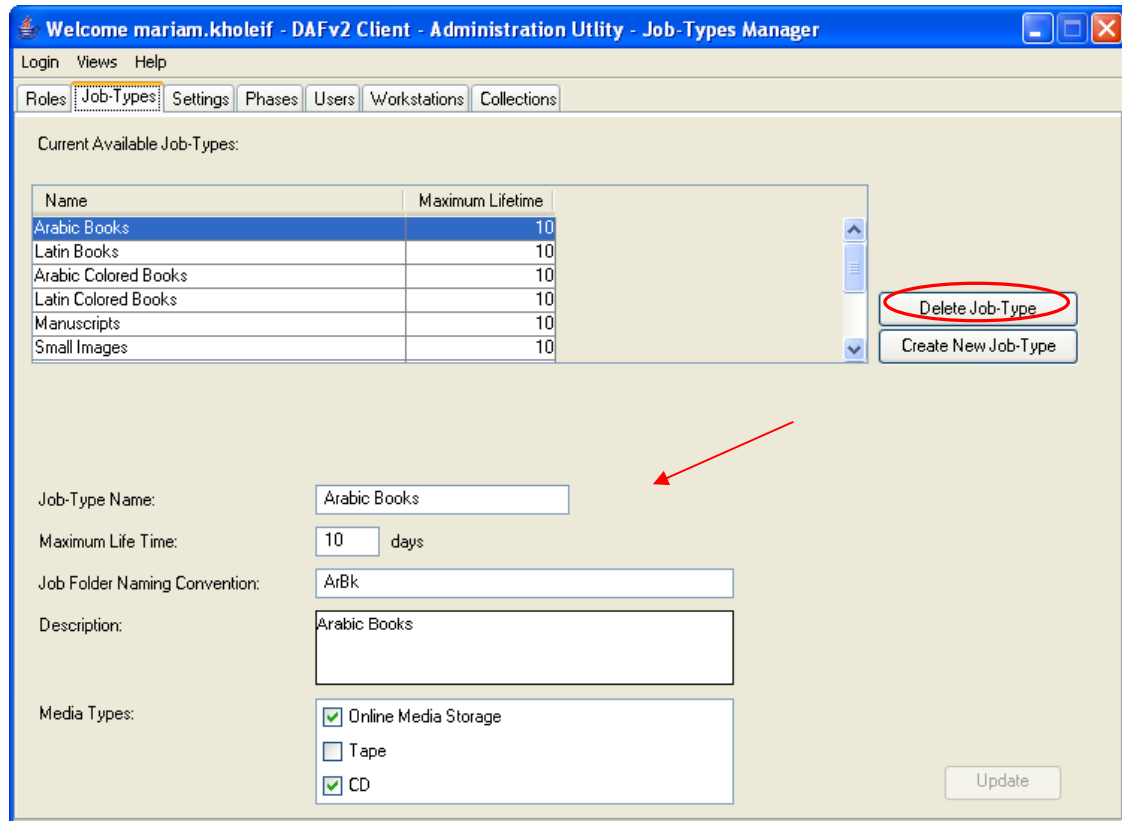 Welcome mariam.kholeif - DAFv2 Client - Administration Utlity - Job-Types Manager
Login Views Help
Roles Job-Types Settings Phases Users Workstations Collections
Current Available Job-Types:
Name Maximum Lifetime
Arabic Books 10
Latin Books 10
Arabic Colored Books 10
Latin Colored Books 10
Manuscripts 10
Small Images 10
Delete Job-Type
Create New Job-Type
Job-Type Name: Arabic Books
Maximum Life Time: 10 days
Job Folder Naming Convention: ArBk
Description: Arabic Books
Media Types: Online Media Storage
Tape
CD
Update